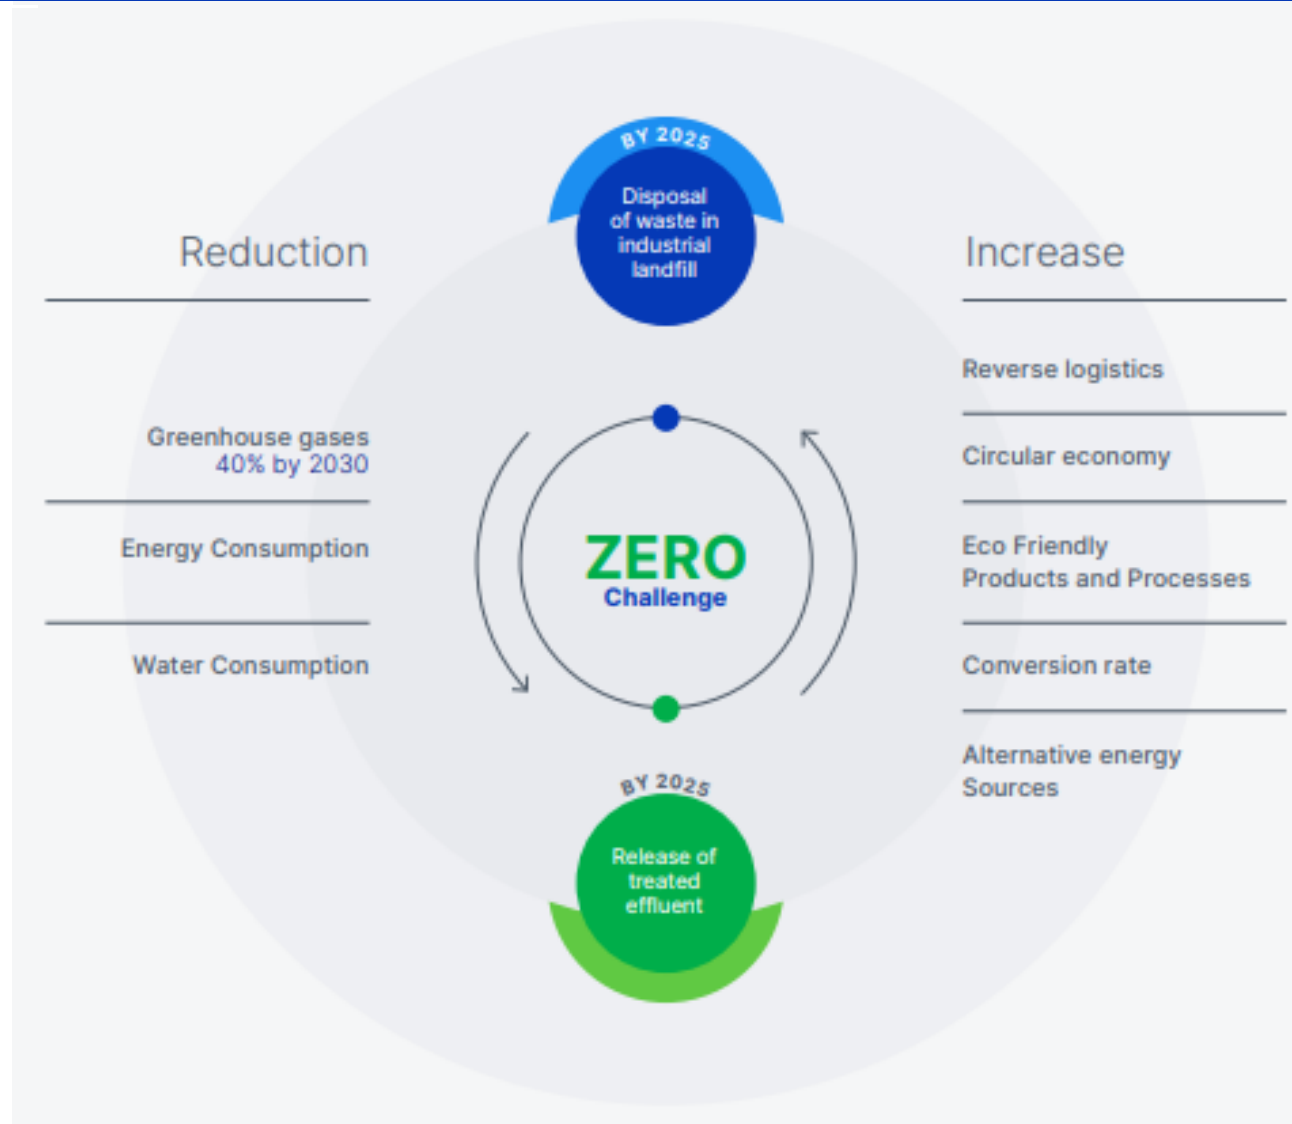 BY 2025
Disposal
of waste in
industrial
landfill
Reduction
Greenhouse gases
40% by 2030
Energy Consumption
Water Consumption
ZERO
Challenge
Increase
Reverse logistics
Circular economy
Eco Friendly
Products and Processes
Conversion rate
Alternative energy
Sources
BY 2025
Release of
treated
effluent